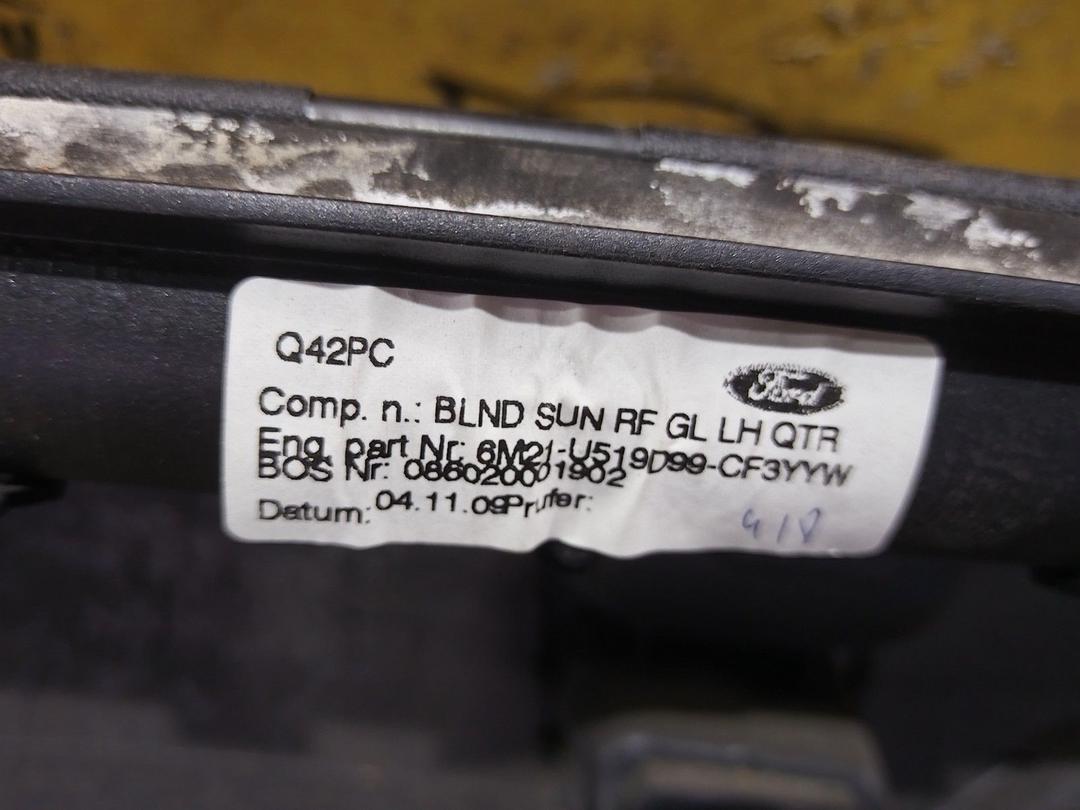 Q42PC
Ford
Comp. n.: BLND SUN RF GL LH QTR
Eng. part Nr: 6M21-U519D99-CF3YYW
BOS Nr: 086020001902
Datum: 04.11.09 Prufer:
418